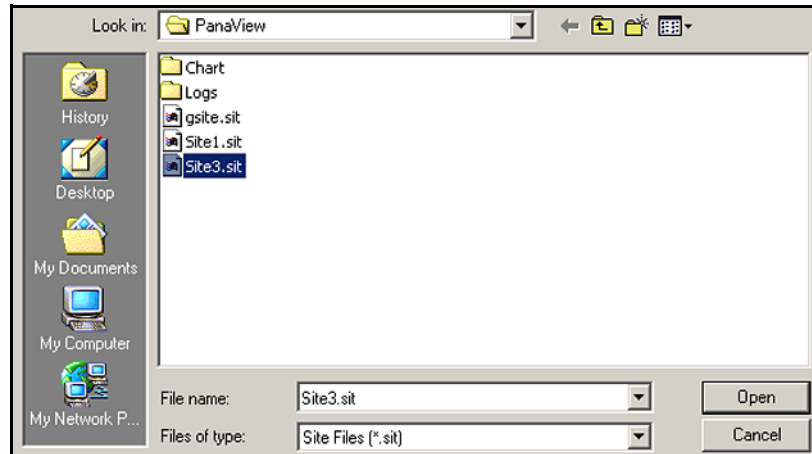 Look in:
PanaView
History
Desktop
My Documents
My Computer
My Network P...
Chart
Logs
gsite.sit
Site1.sit
Site3.sit
File name:
Site3.sit
Open
Files of type:
Site Files (*.sit)
Cancel